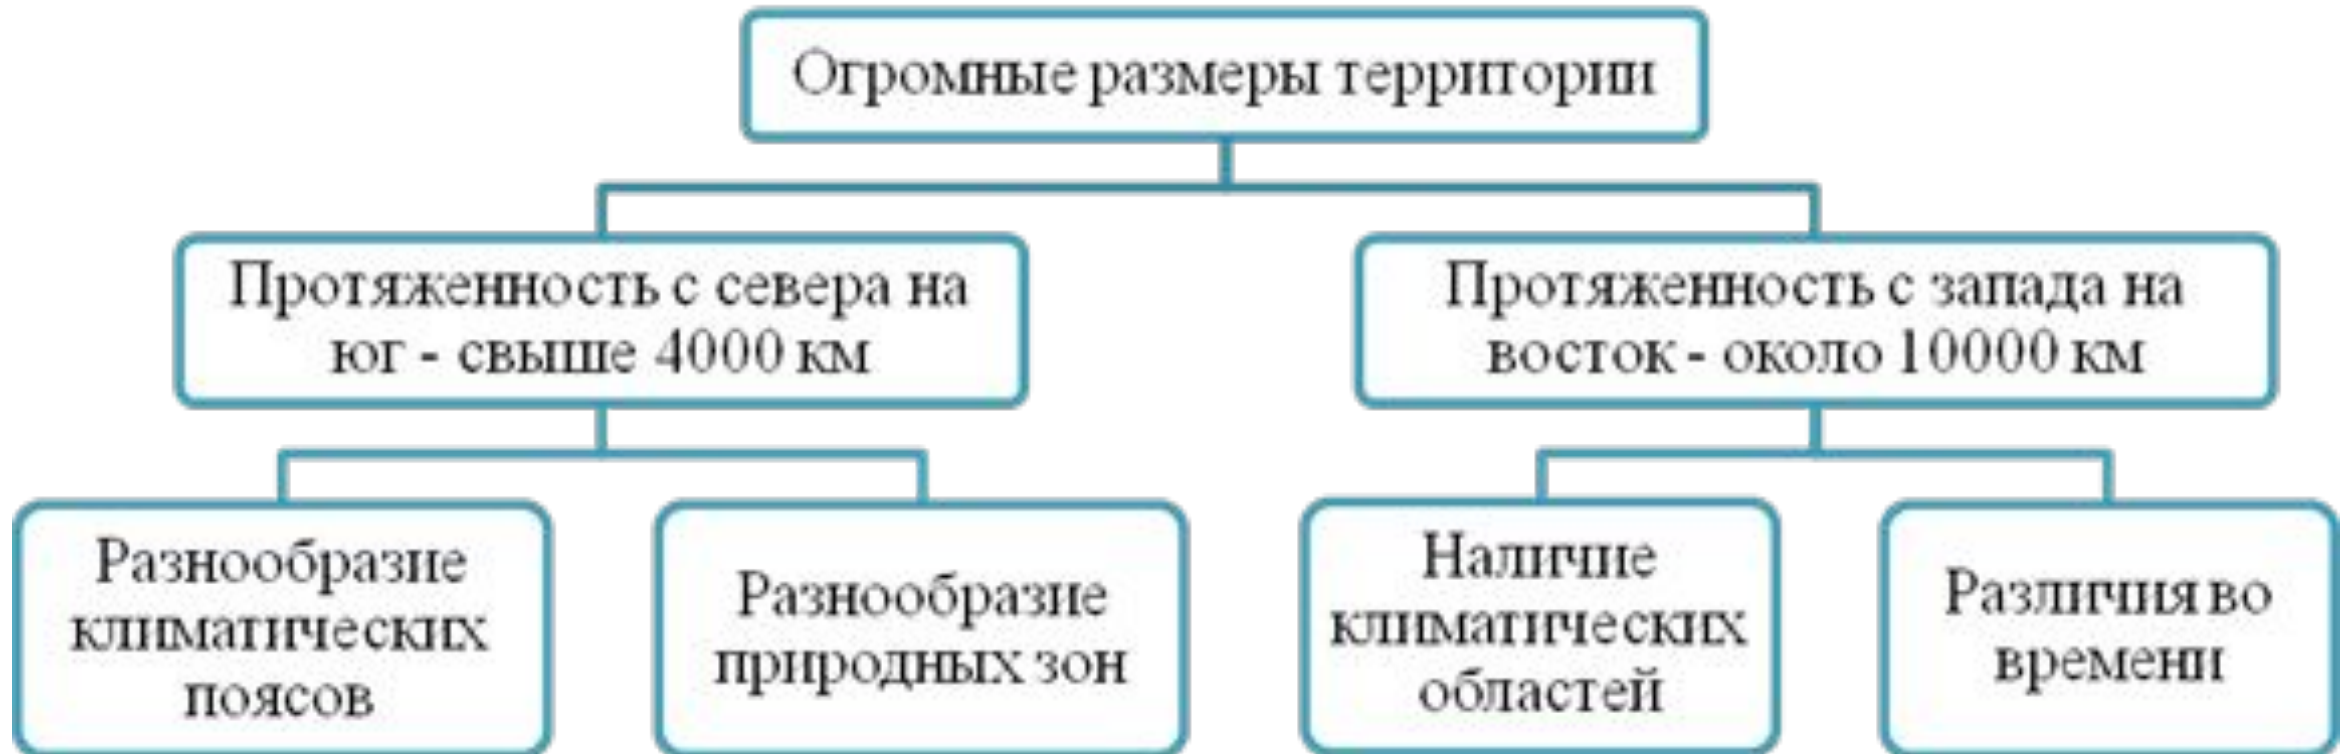 Огромные размеры территории
Протяженность с севера на
юг - свыше 4000 км
Протяженность с запада на
восток - около 10000 км
Разнообразие
климатических
поясов
Разнообразие
природных зон
Наличие
климатических
областей
Различия во
времени